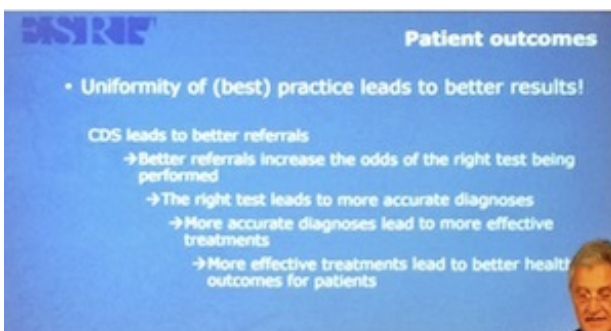 ESR
Patient outcomes
• Uniformity of (best) practice leads to better results!
CDS leads to better referrals
→Better referrals increase the odds of the right test being
performed
→The right test leads to more accurate diagnoses
→More accurate diagnoses lead to more effective
treatments
→More effective treatments lead to better health
outcomes for patients